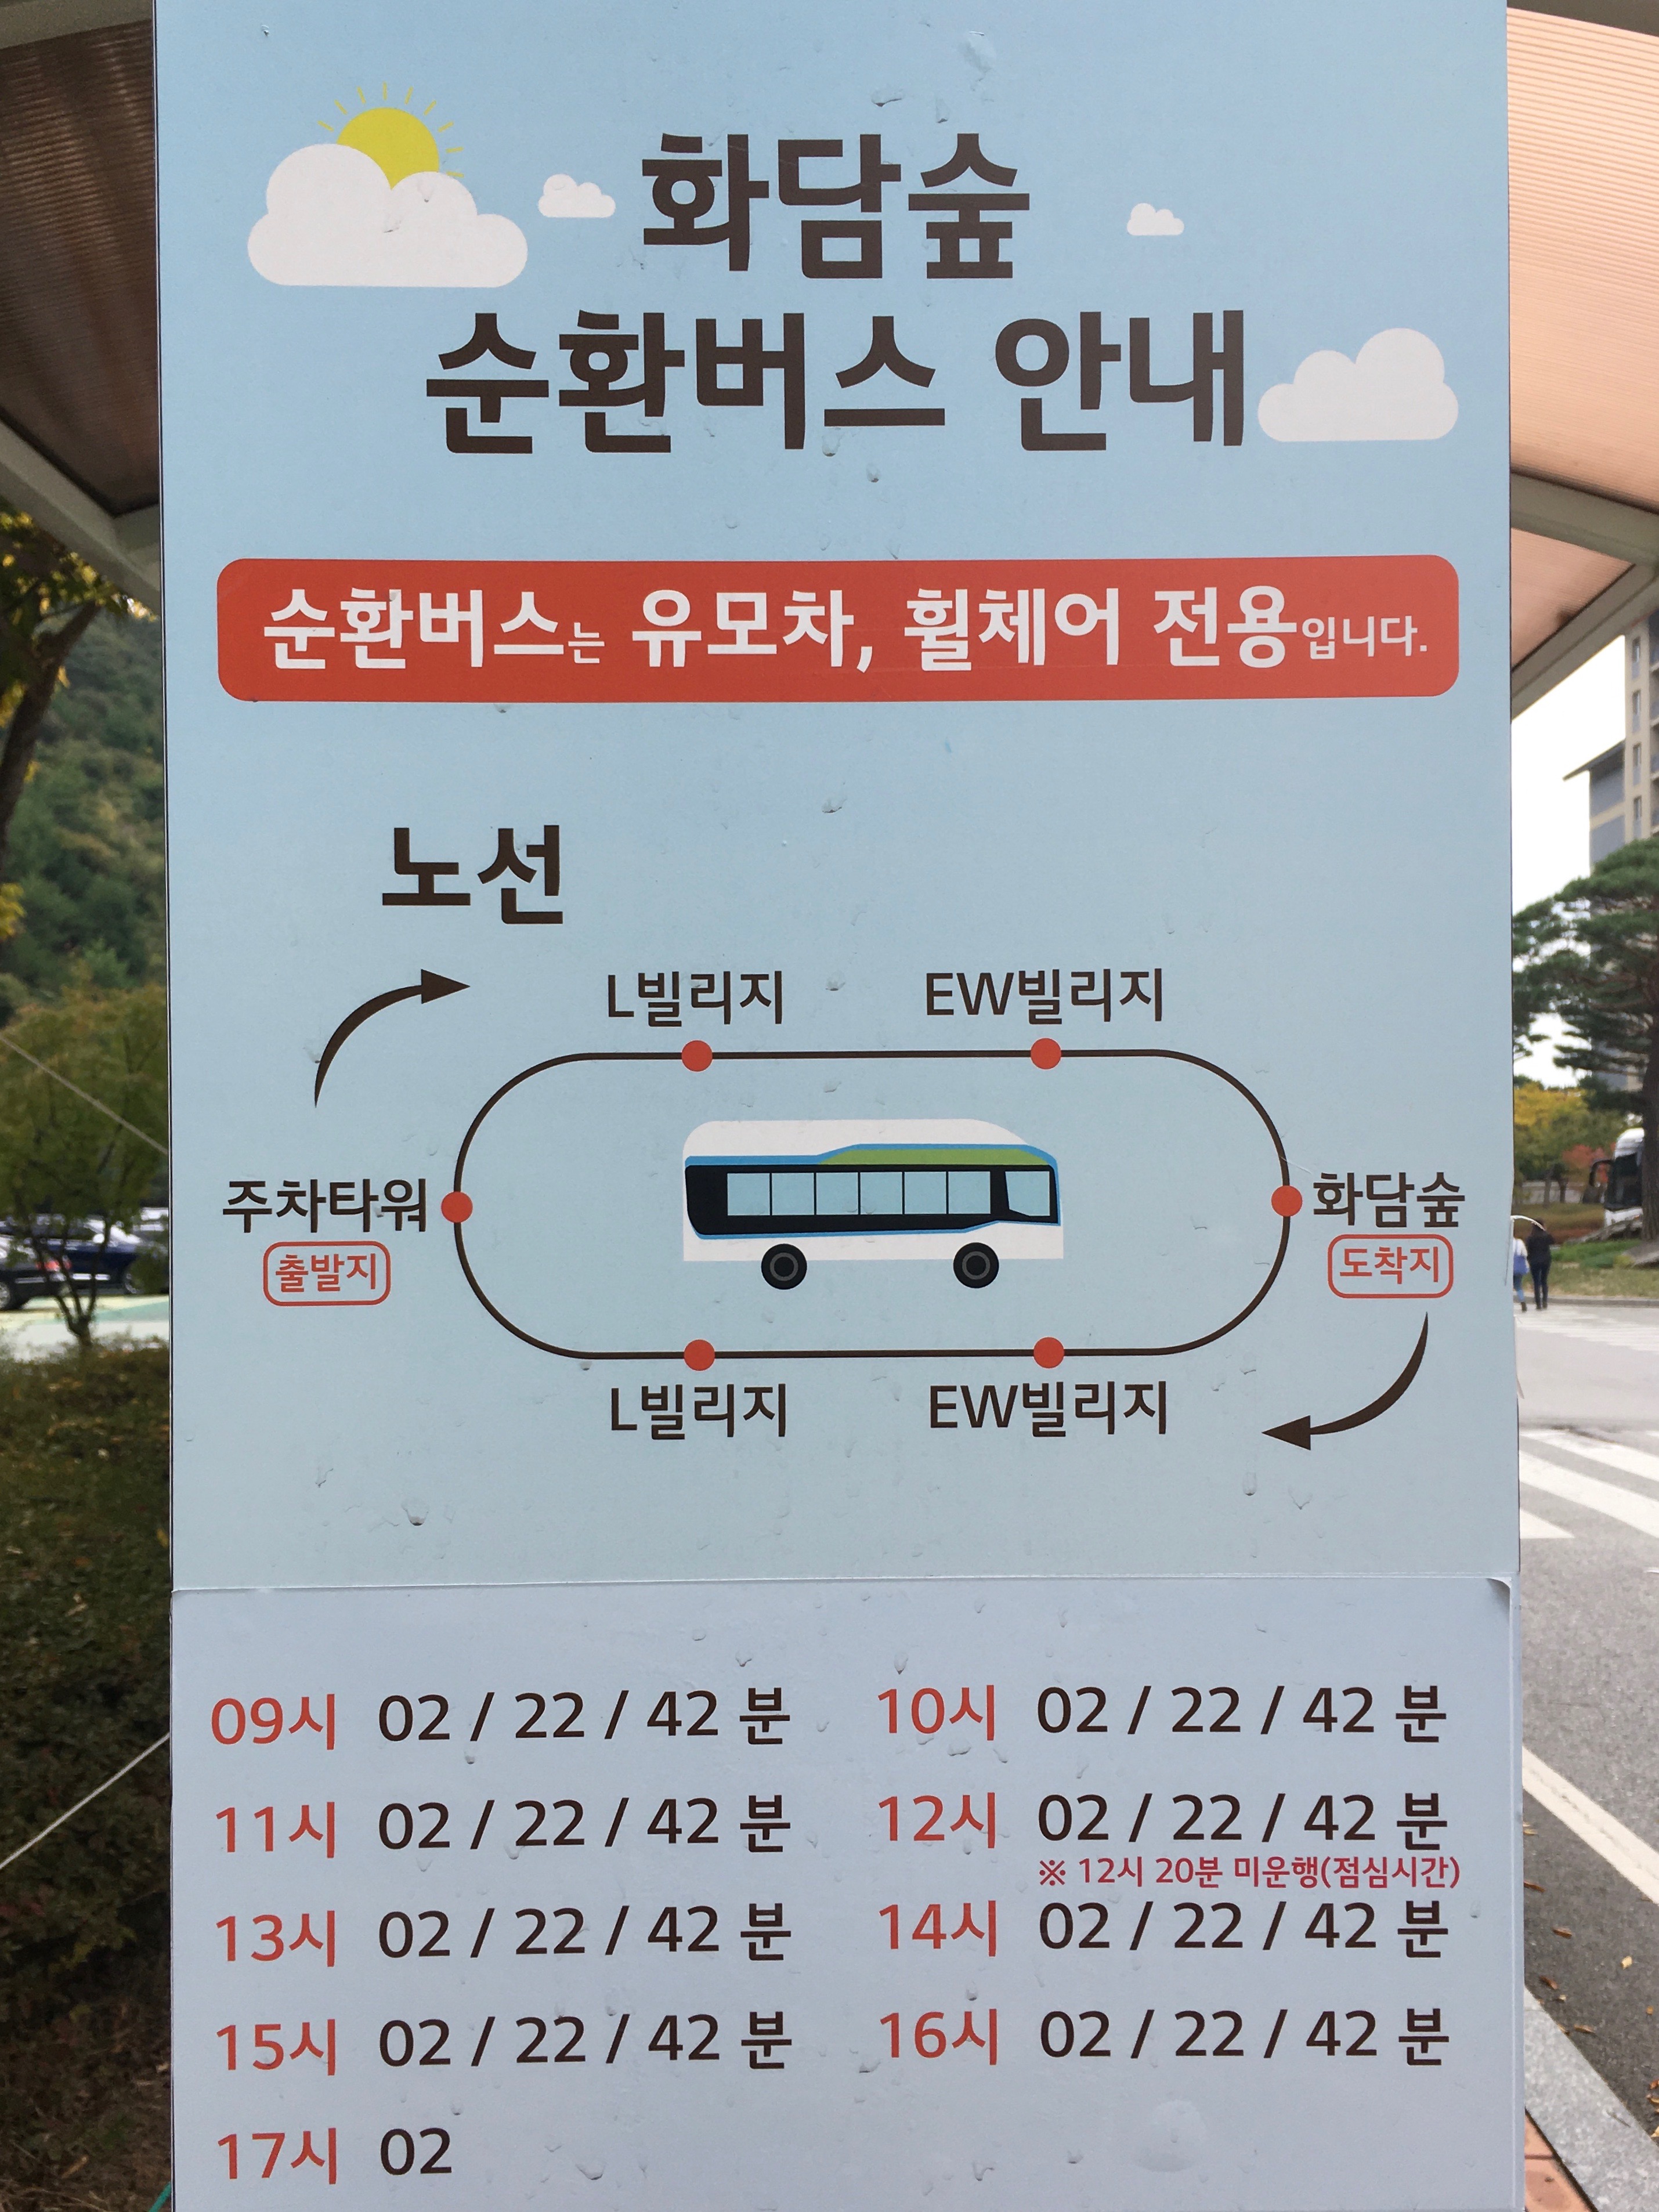 화담숲
순환버스 안내
순환버스는 유모차, 휠체어 전용입니다.
노선
L빌리지 EW빌리지
주차타워 화담숲
출발지 도착지
L빌리지 EW빌리지
09시 02 / 22 / 42 분 10시 02 / 22 / 42 분
11시 02 / 22 / 42 분 12시 02 / 22 / 42 분
※ 12시 20분 미운행(점심시간)
13시 02 / 22 / 42 분 14시 02 / 22 / 42 분
15시 02 / 22 / 42 분 16시 02 / 22 / 42 분
17시 02